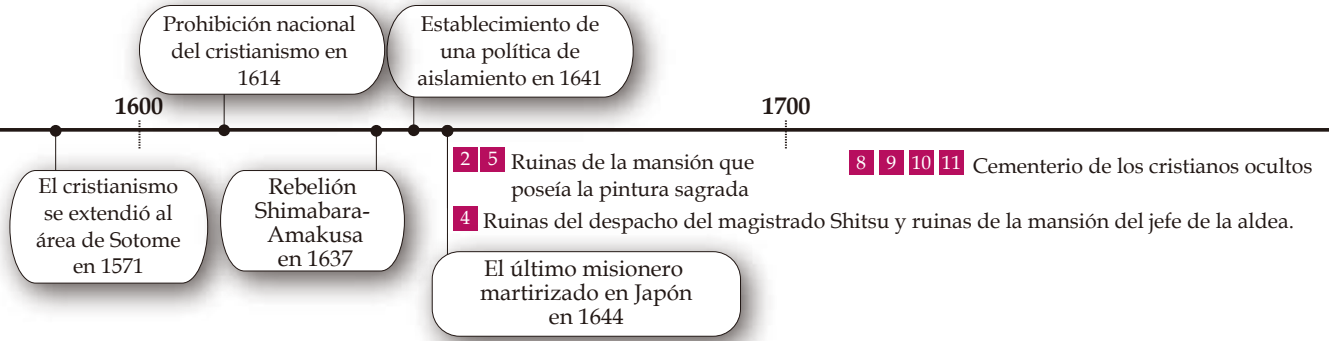 Prohibición nacional
del cristianismo en
1614
Establecimiento de
una política de
aislamiento en 1641
1600
1700
El cristianismo
se extendió al
área de Sotome
en 1571
Rebelión
Shimabara-
Amakusa
en 1637
2 5 Ruinas de la mansión que
poseía la pintura sagrada
8 9 10 11 Cementerio de los cristianos ocultos
4 Ruinas del despacho del magistrado Shitsu y ruinas de la mansión del jefe de la aldea.
El último misionero
martirizado en Japón
en 1644